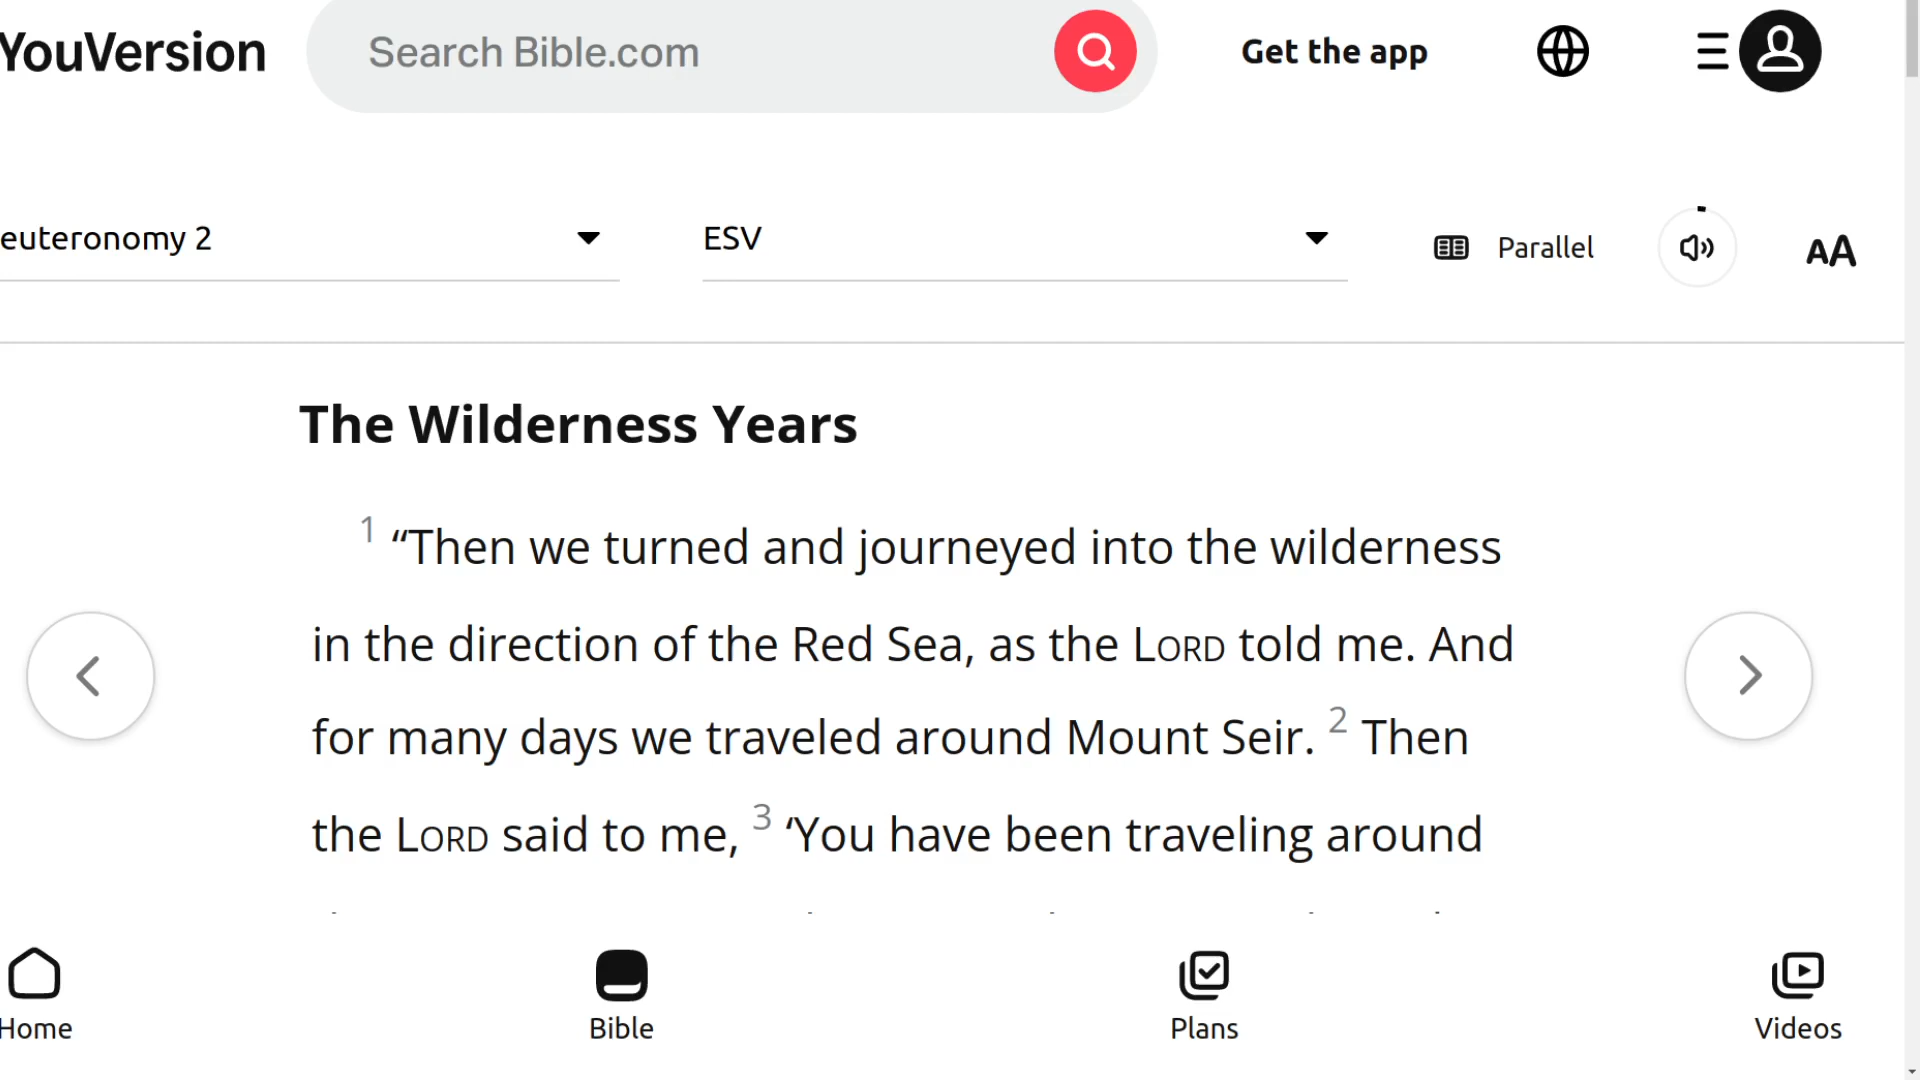 YouVersion Search Bible.com Get the app
euteronomy 2 ESV Parallel AA
The Wilderness Years
1 “Then we turned and journeyed into the wilderness
in the direction of the Red Sea, as the LORD told me. And
for many days we traveled around Mount Seir. 2 Then
the LORD said to me, 3 ‘You have been traveling around
Home Bible Plans Videos